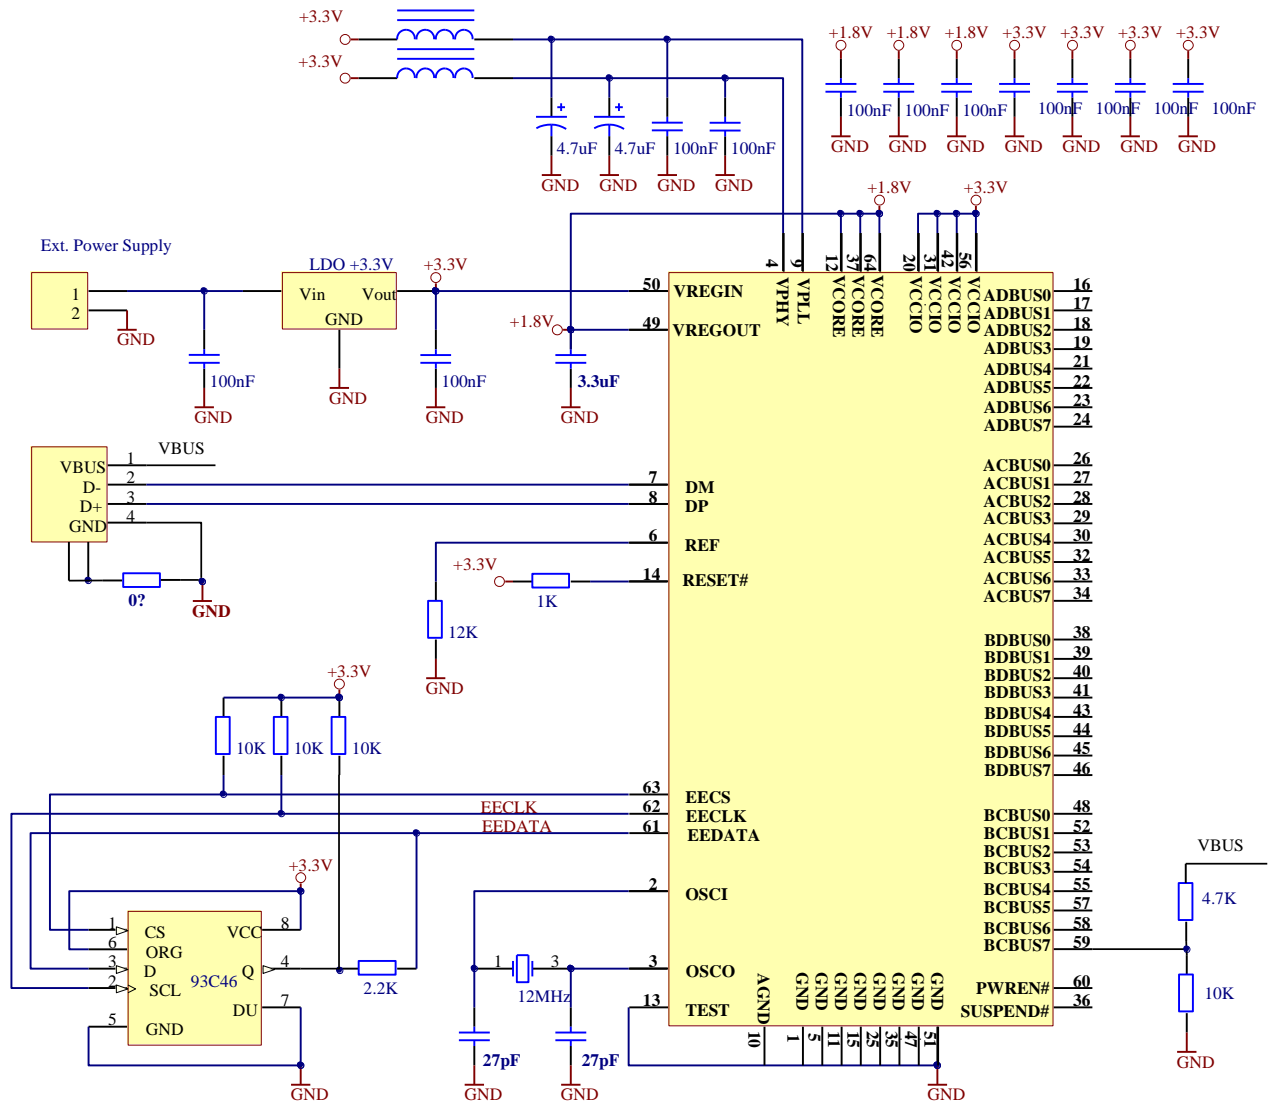 +3.3V
+3.3V
4.7uF
4.7uF
100nF
100nF
GND
GND
GND
GND
+1.8V
+1.8V
+1.8V
+3.3V
+3.3V
+3.3V
+3.3V
100nF
100nF
100nF
100nF
100nF
100nF
100nF
GND
GND
GND
GND
GND
GND
GND
+1.8V
+3.3V
Ext. Power Supply
1
2
GND
LDO +3.3V
Vin
Vout
GND
+3.3V
100nF
GND
GND
100nF
GND
+1.8V
3.3uF
GND
VBUS
VBUS
1
D-
2
D+
3
GND
4
0?
GND
50
VREGIN
49
VREGOUT
7
DM
8
DP
6
REF
14
RESET#
+3.3V
1K
12K
GND
+3.3V
10K
10K
10K
63
EECS
EECLK
62
EECLK
EEDATA
61
EEDATA
2
OSCI
3
OSCO
13
TEST
+3.3V
1
CS
6
ORG
3
D
2
SCL
5
GND
93C46
VCC
8
Q
4
DU
7
2.2K
GND
1
3
12MHz
27pF
27pF
GND
GND
4
VPHY
9
VPLL
12
VCORE
37
VCORE
64
VCORE
20
VCCIO
31
VCCIO
42
VCCIO
56
VCCIO
ADBUS0
16
ADBUS1
17
ADBUS2
18
ADBUS3
19
ADBUS4
21
ADBUS5
22
ADBUS6
23
ADBUS7
24
ACBUS0
26
ACBUS1
27
ACBUS2
28
ACBUS3
29
ACBUS4
30
ACBUS5
32
ACBUS6
33
ACBUS7
34
BDBUS0
38
BDBUS1
39
BDBUS2
40
BDBUS3
41
BDBUS4
43
BDBUS5
44
BDBUS6
45
BDBUS7
46
BCBUS0
48
BCBUS1
52
BCBUS2
53
BCBUS3
54
BCBUS4
55
BCBUS5
57
BCBUS6
58
BCBUS7
59
PWREN#
60
SUSPEND#
36
AGND
10
GND
1
GND
5
GND
11
GND
15
GND
25
GND
35
GND
47
GND
51
GND
VBUS
4.7K
10K
GND